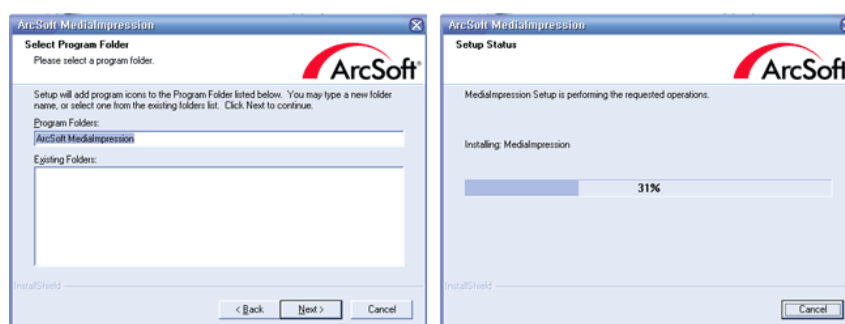 ArcSoft MediaImpression
Select Program Folder
Please select a program folder.
ArcSoft
Setup will add program icons to the Program Folder listed below. You may type a new folder
name, or select one from the existing folders list. Click Next to continue.
Program Folders:
ArcSoft MediaImpression
Existing Folders:
InstallShield
< Back
Next >
Cancel
ArcSoft MediaImpression
Setup Status
ArcSoft
MediaImpression Setup is performing the requested operations.
Installing: MediaImpression
31%
InstallShield
Cancel